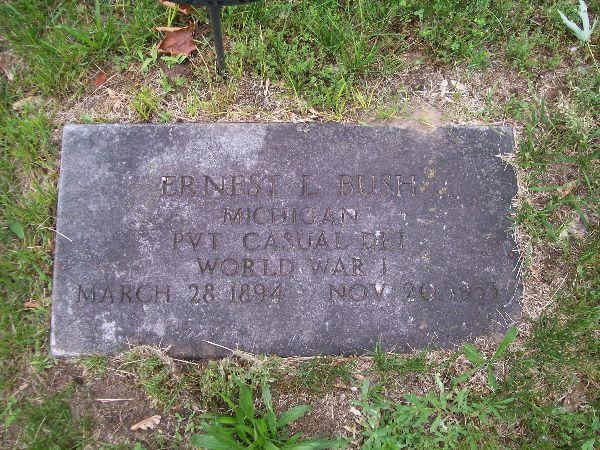 ERNEST L BUSH
MICHIGAN
PVT CASUAL DET
WORLD WAR I
MARCH 28 1894 NOV 20